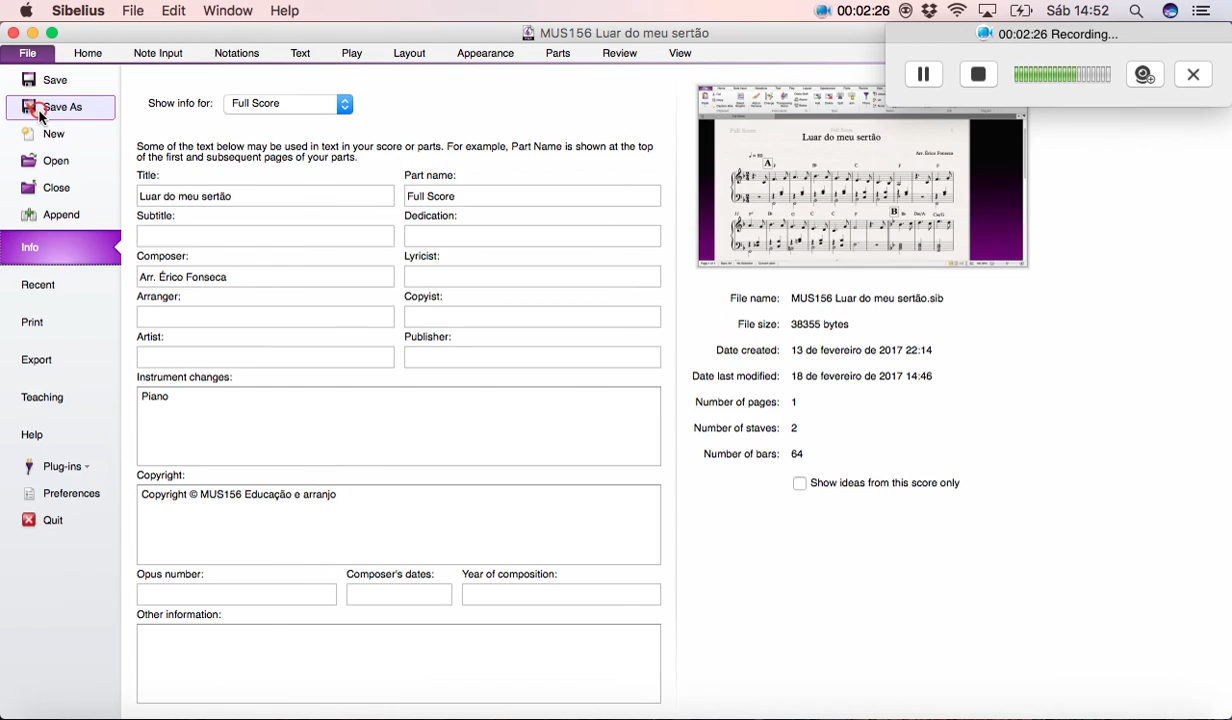 Sibelius File Edit Window Help 00:02:26 Sáb 14:52
MUS156 Luar do meu sertão
00:02:26 Recording...
File Home Note Input Notations Text Play Layout Appearance Parts Review View
Save
Save As
New
Open
Close
Append
Info
Recent
Print
Export
Teaching
Help
Plug-ins
Preferences
Quit
Show info for: Full Score
Some of the text below may be used in text in your score or parts. For example, Part Name is shown at the top
of the first and subsequent pages of your parts.
Title: Part name:
Luar do meu sertão Full Score
Subtitle: Dedication:
Composer: Lyricist:
Arr. Érico Fonseca
Arranger: Copyist:
Artist: Publisher:
Instrument changes:
Piano
Copyright:
Copyright © MUS156 Educação e arranjo
Opus number: Composer's dates: Year of composition:
Other information:
Full Score
Luar do meu sertão
Arr. Érico Fonseca
A
B
File name: MUS156 Luar do meu sertão.sib
File size: 38355 bytes
Date created: 13 de fevereiro de 2017 22:14
Date last modified: 18 de fevereiro de 2017 14:46
Number of pages: 1
Number of staves: 2
Number of bars: 64
Show ideas from this score only